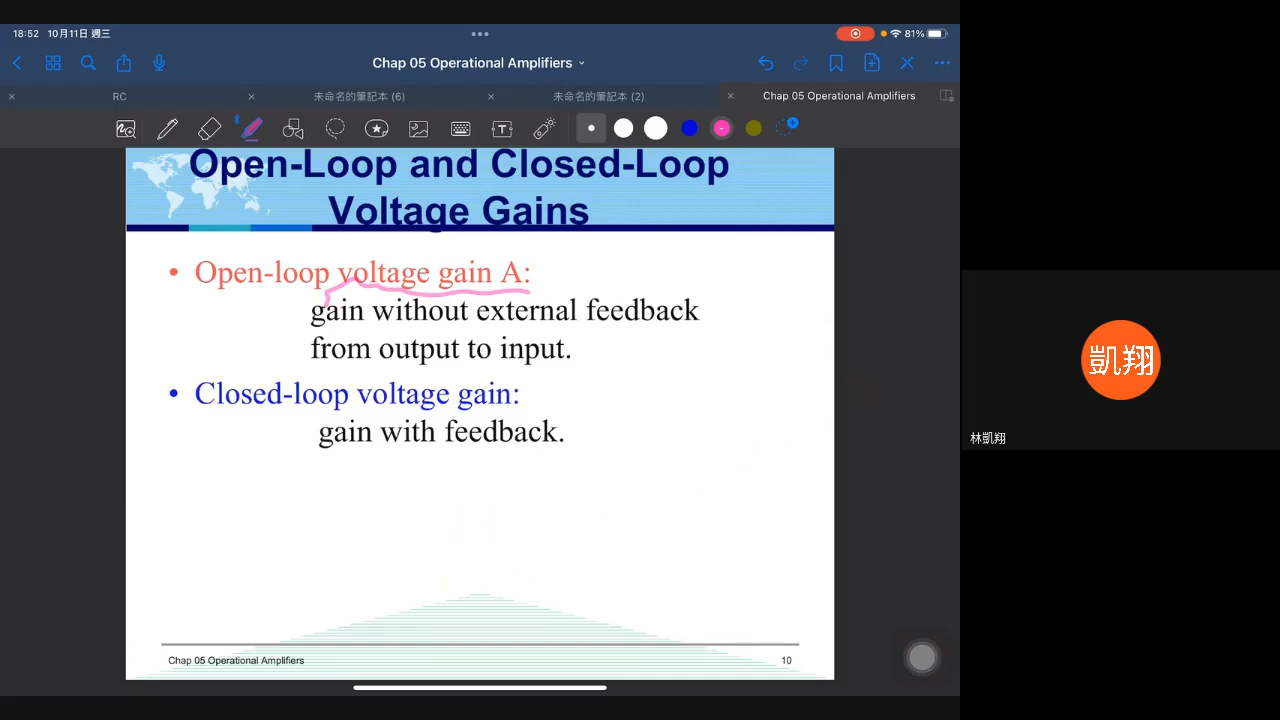 18:52 10月11日 週三
81%
Chap 05 Operational Amplifiers
RC
未命名的筆記本 (6)
未命名的筆記本 (2)
Chap 05 Operational Amplifiers
Open-Loop and Closed-Loop
Voltage Gains
• Open-loop voltage gain A:
gain without external feedback
from output to input.
• Closed-loop voltage gain:
gain with feedback.
Chap 05 Operational Amplifiers
10
凱翔
林凱翔